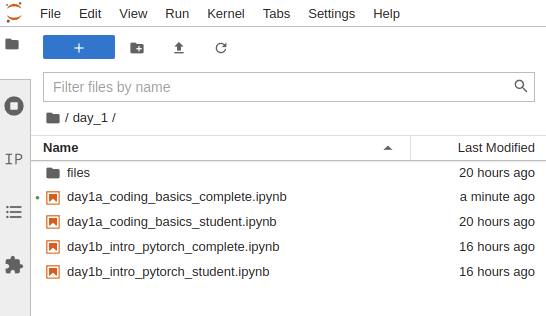 File Edit View Run Kernel Tabs Settings Help
+
Filter files by name
/ day_1 /
Name Last Modified
files 20 hours ago
day1a_coding_basics_complete.ipynb a minute ago
IP
day1a_coding_basics_student.ipynb 20 hours ago
day1b_intro_pytorch_complete.ipynb 16 hours ago
day1b_intro_pytorch_student.ipynb 16 hours ago